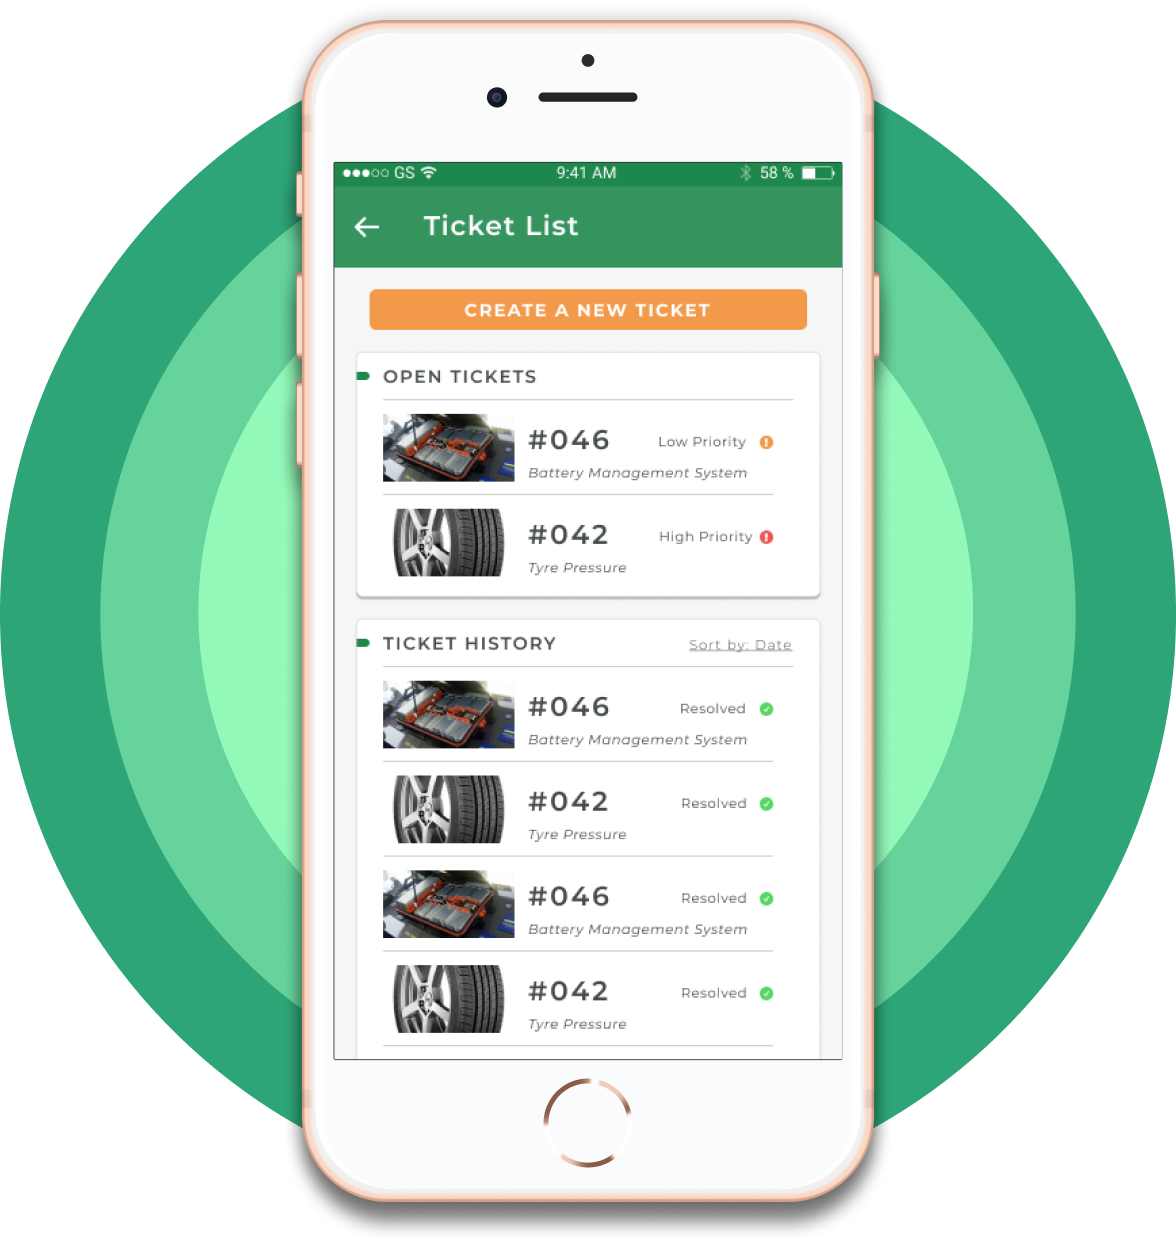 GS 9:41 AM 58 %
Ticket List
CREATE A NEW TICKET
OPEN TICKETS
#046 Low Priority
Battery Management System
#042 High Priority
Tyre Pressure
TICKET HISTORY Sort by: Date
#046 Resolved
Battery Management System
#042 Resolved
Tyre Pressure
#046 Resolved
Battery Management System
#042 Resolved
Tyre Pressure